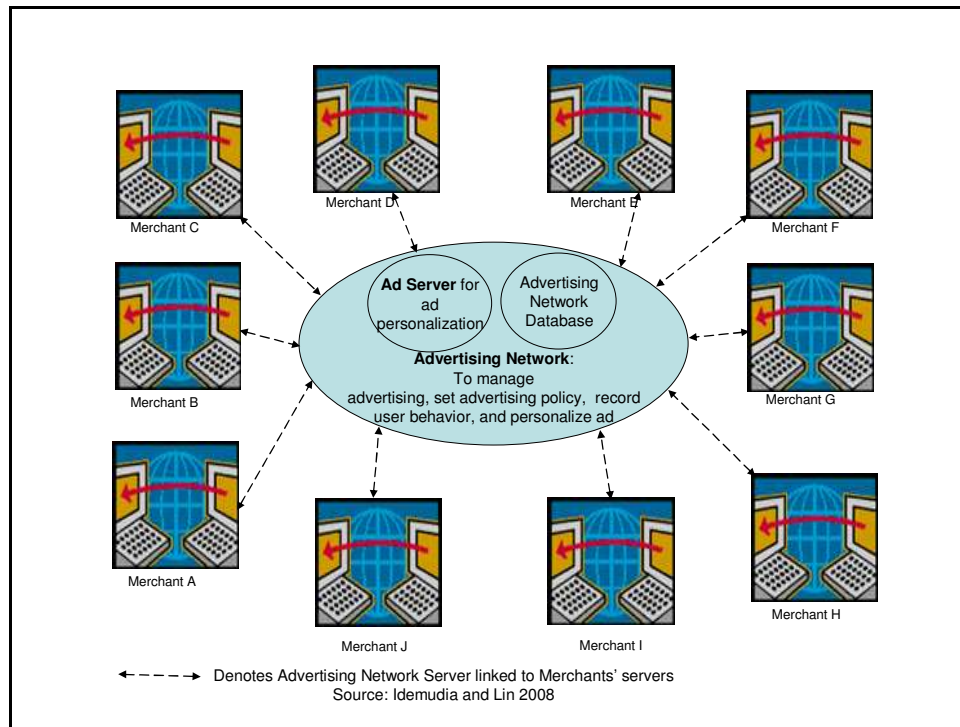 Merchant D
Merchant E
Merchant C
Merchant F
Ad Server for
ad
personalization
Advertising
Network
Database
Advertising Network:
To manage
advertising, set advertising policy, record
user behavior, and personalize ad
Merchant B
Merchant G
Merchant A
Merchant H
Merchant J
Merchant I
Denotes Advertising Network Server linked to Merchants' servers
Source: Idemudia and Lin 2008